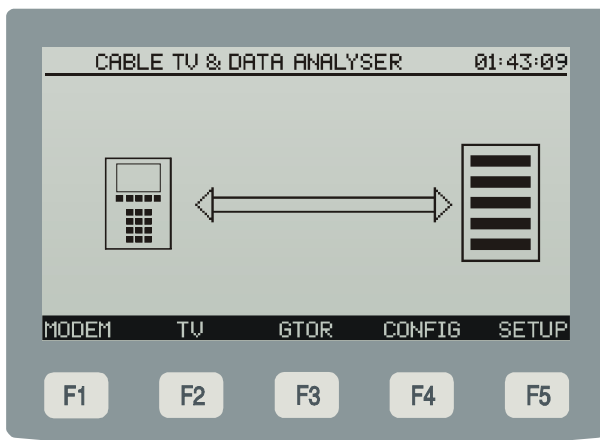 CABLE TV & DATA ANALYSER 01:43:09
MODEM TV GTOR CONFIG SETUP
F1 F2 F3 F4 F5